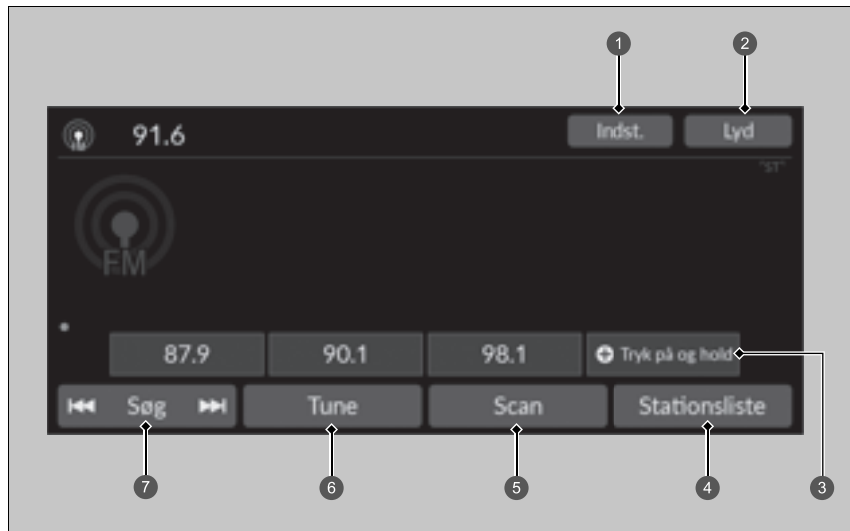 1 2
91.6 Indst. Lyd
"ST"
FM
87.9 90.1 98.1 Tryk på og hold
Søg Tune Scan Stationsliste
7 6 5 4 3